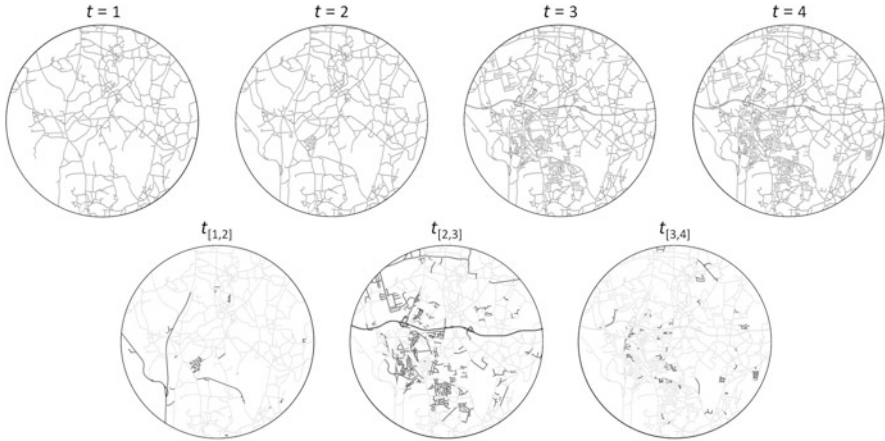 t = 1
t = 2
t = 3
t = 4
t[1,2]
t[2,3]
t[3,4]